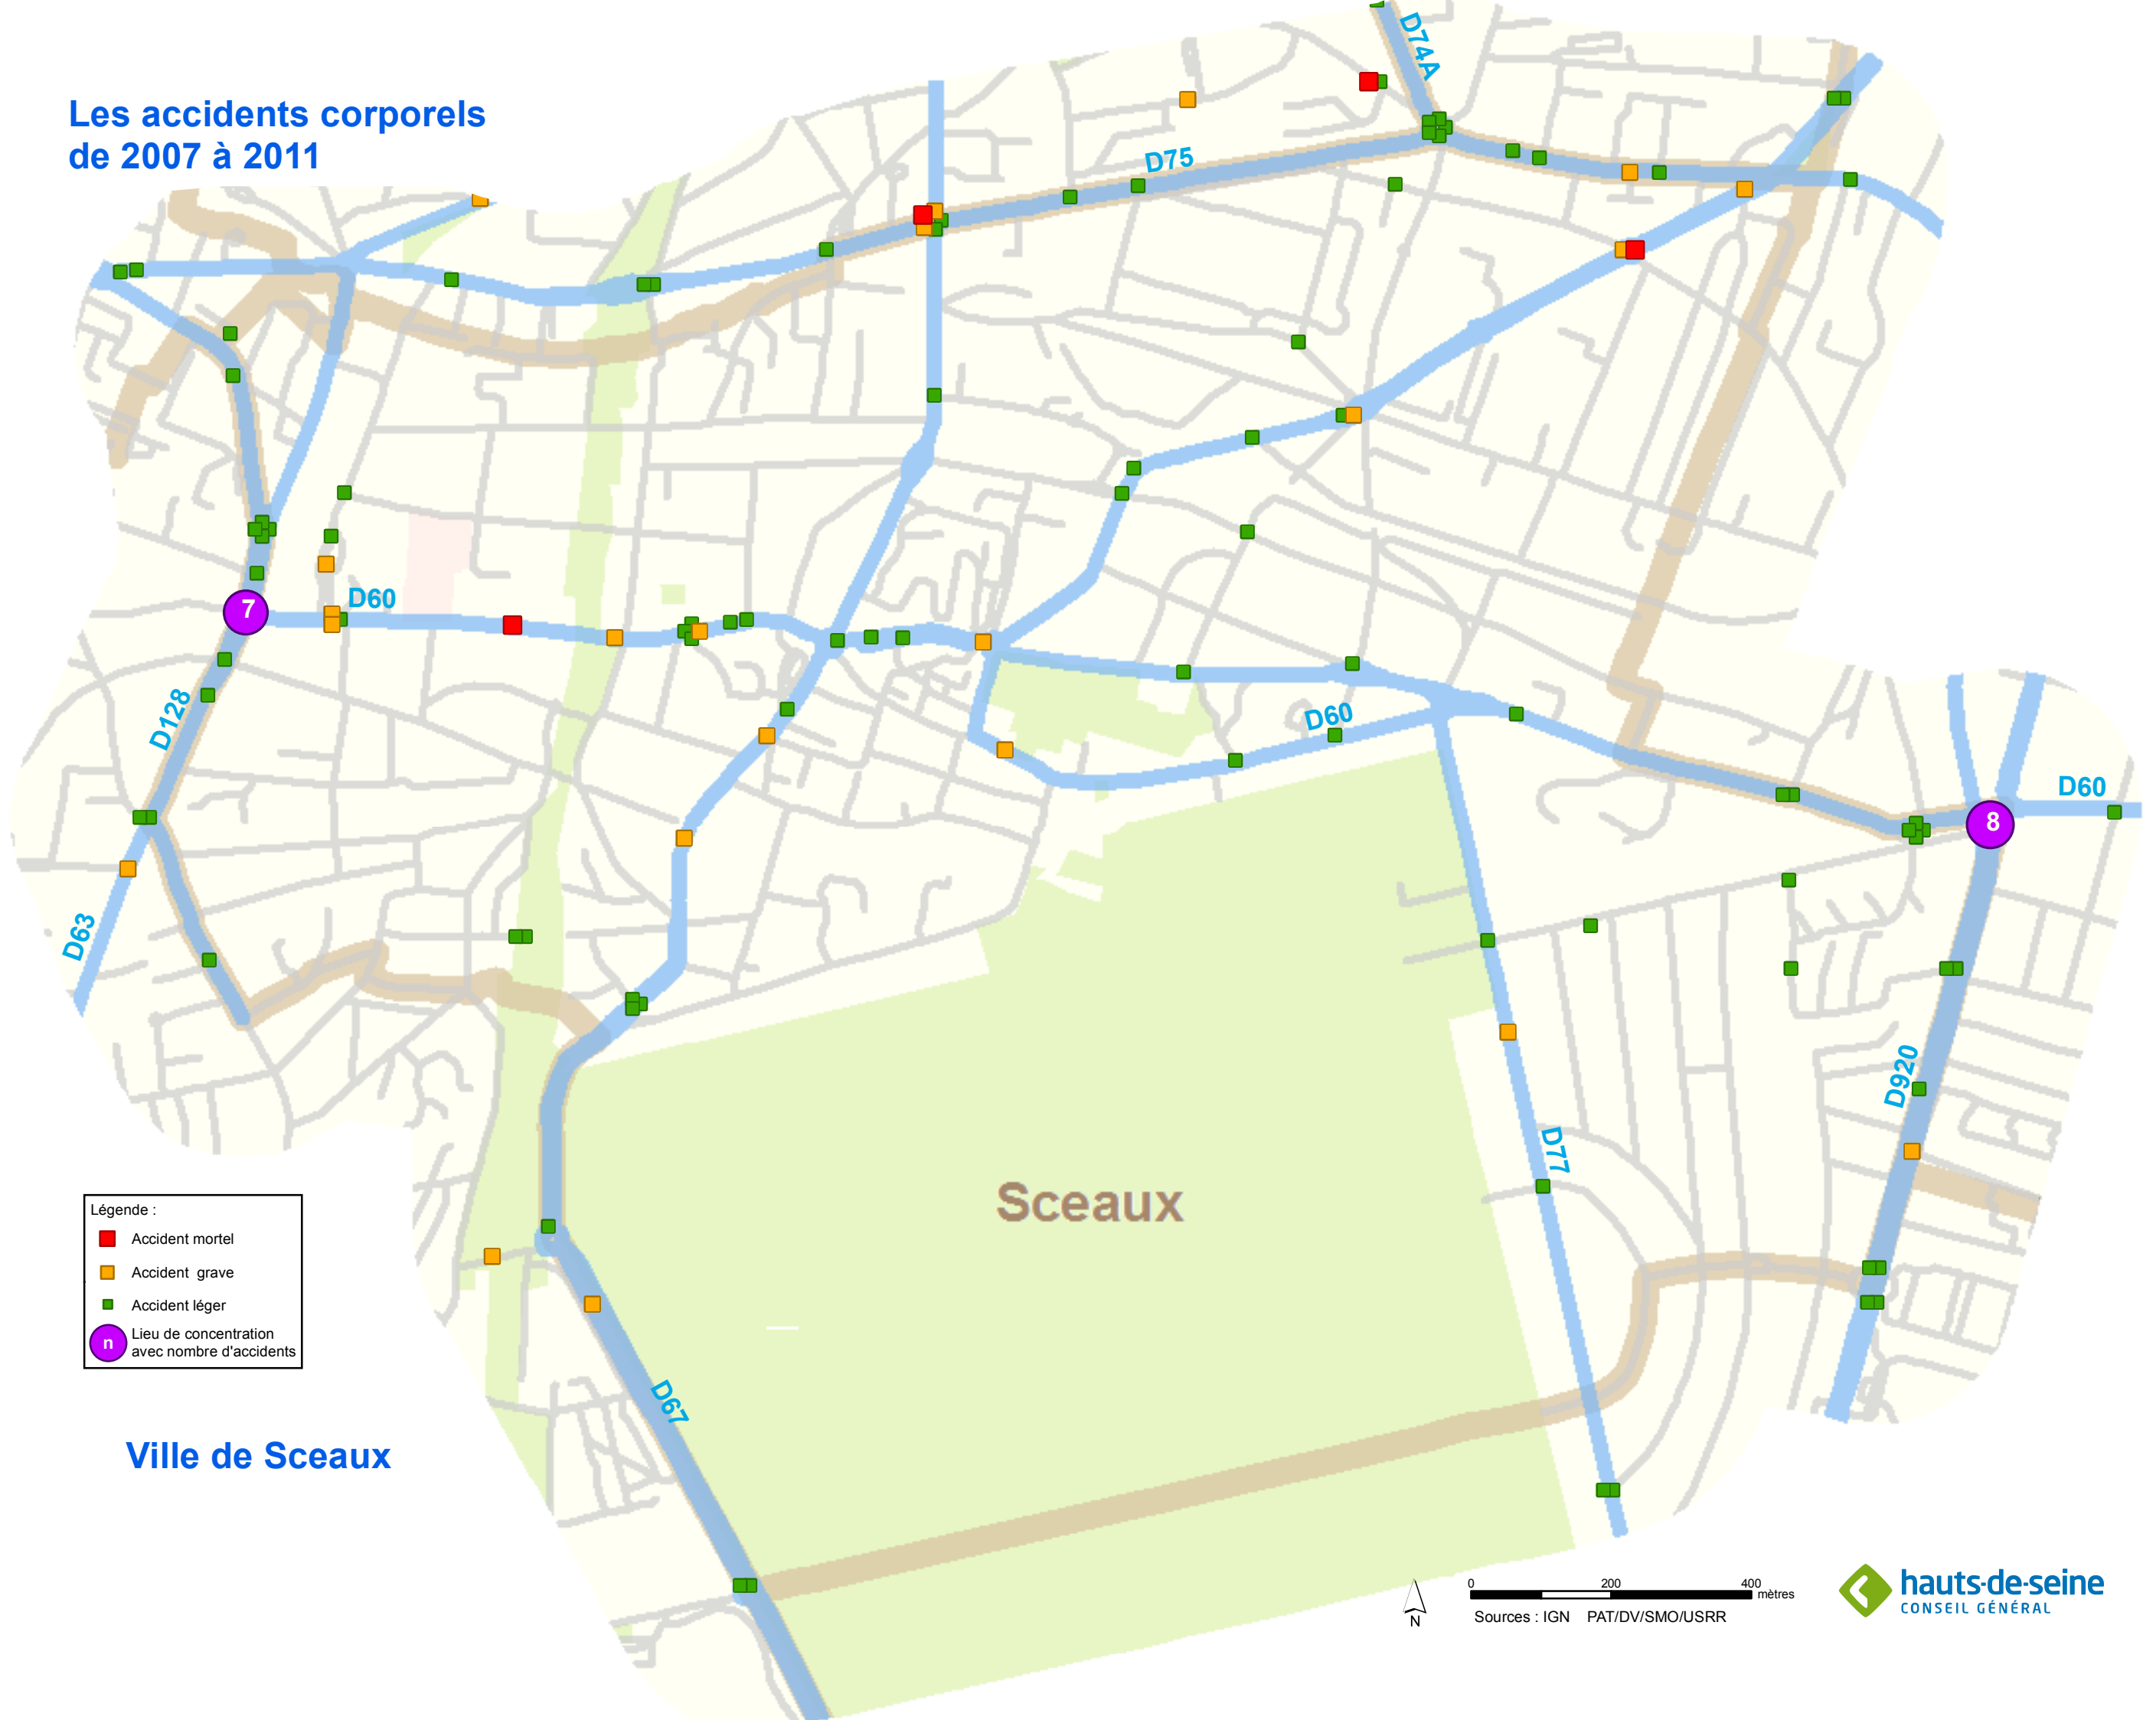 Les accidents corporels
de 2007 à 2011
D74A
D75
D60
7
D128
D60
D60
8
D63
D920
D77
Sceaux
D67
Légende :
Accident mortel
Accident grave
Accident léger
n
Lieu de concentration
avec nombre d'accidents
Ville de Sceaux
N
0 200 400
mètres
Sources : IGN PAT/DV/SMO/USRR
hauts-de-seine
CONSEIL GÉNÉRAL